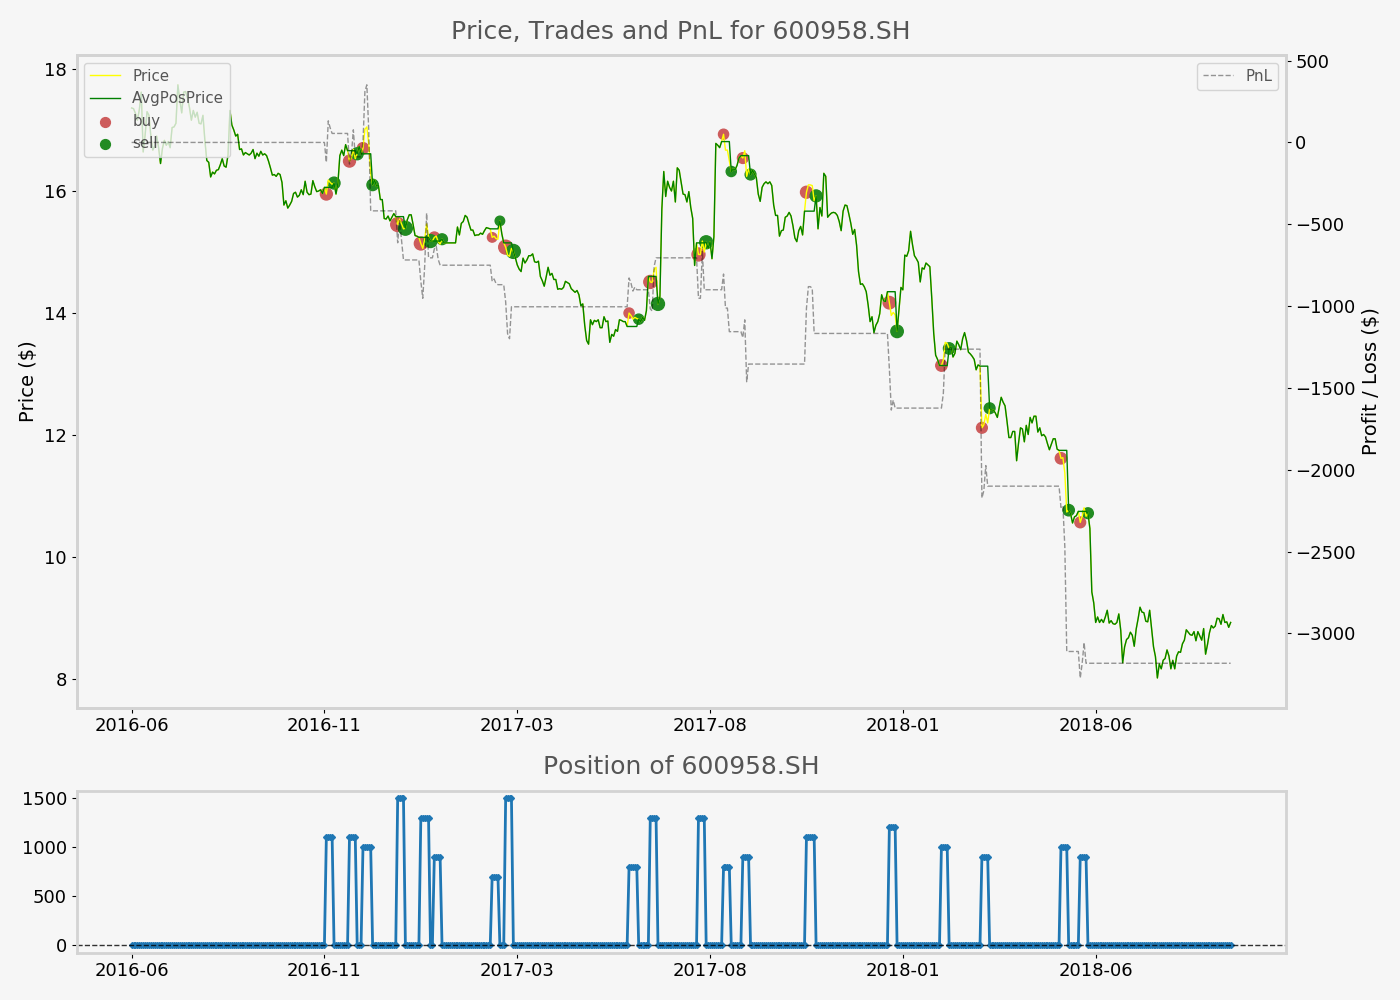 Price, Trades and PnL for 600958.SH
Price
AvgPosPrice
buy
sell
PnL
18
16
14
12
10
8
Price ($)
500
0
−500
−1000
−1500
−2000
−2500
−3000
Profit / Loss ($)
2016-06 2016-11 2017-03 2017-08 2018-01 2018-06
Position of 600958.SH
1500
1000
500
0
2016-06 2016-11 2017-03 2017-08 2018-01 2018-06